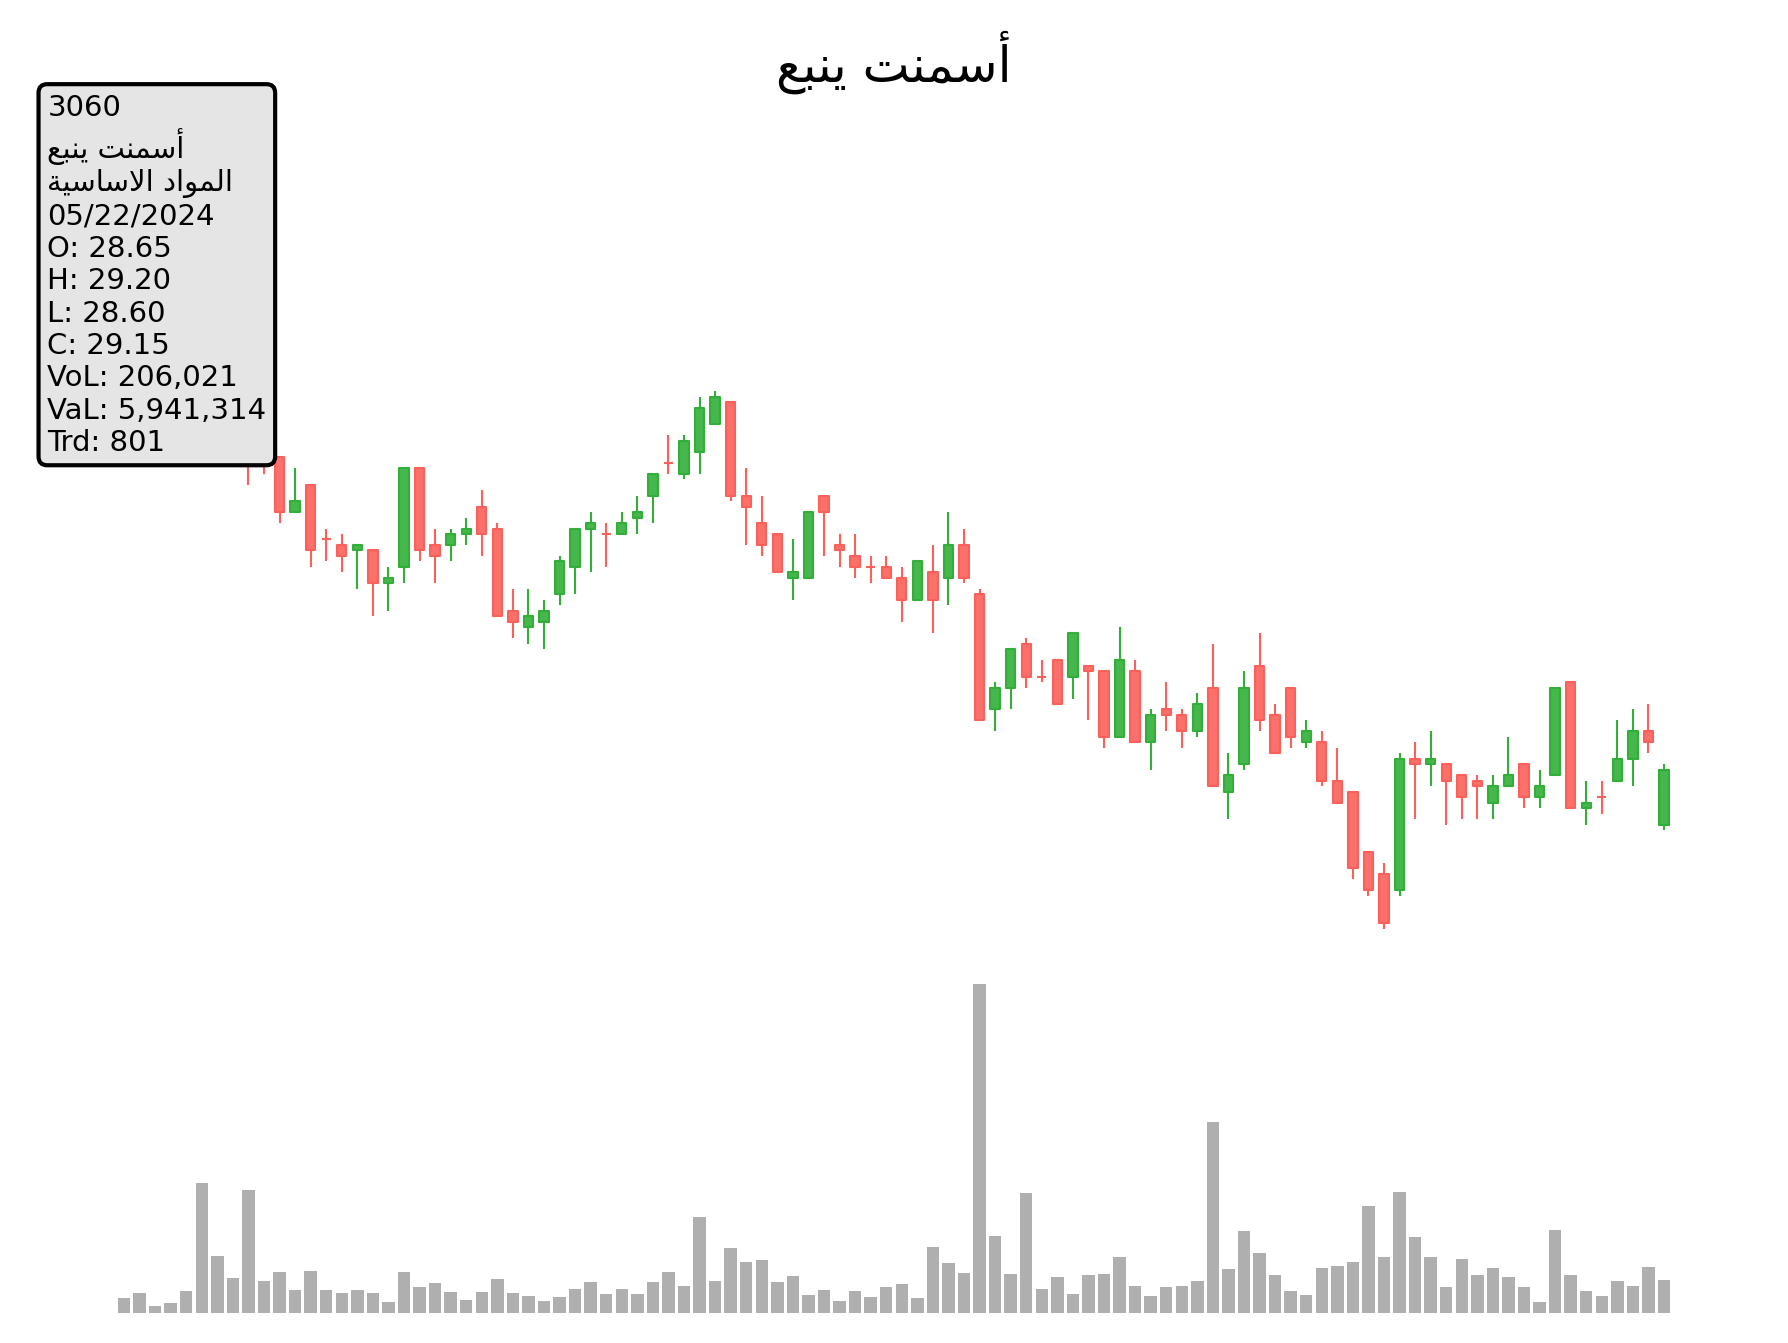 أسمنت ينبع
3060
أسمنت ينبع
المواد الاساسية
05/22/2024
O: 28.65
H: 29.20
L: 28.60
C: 29.15
VoL: 206,021
VaL: 5,941,314
Trd: 801